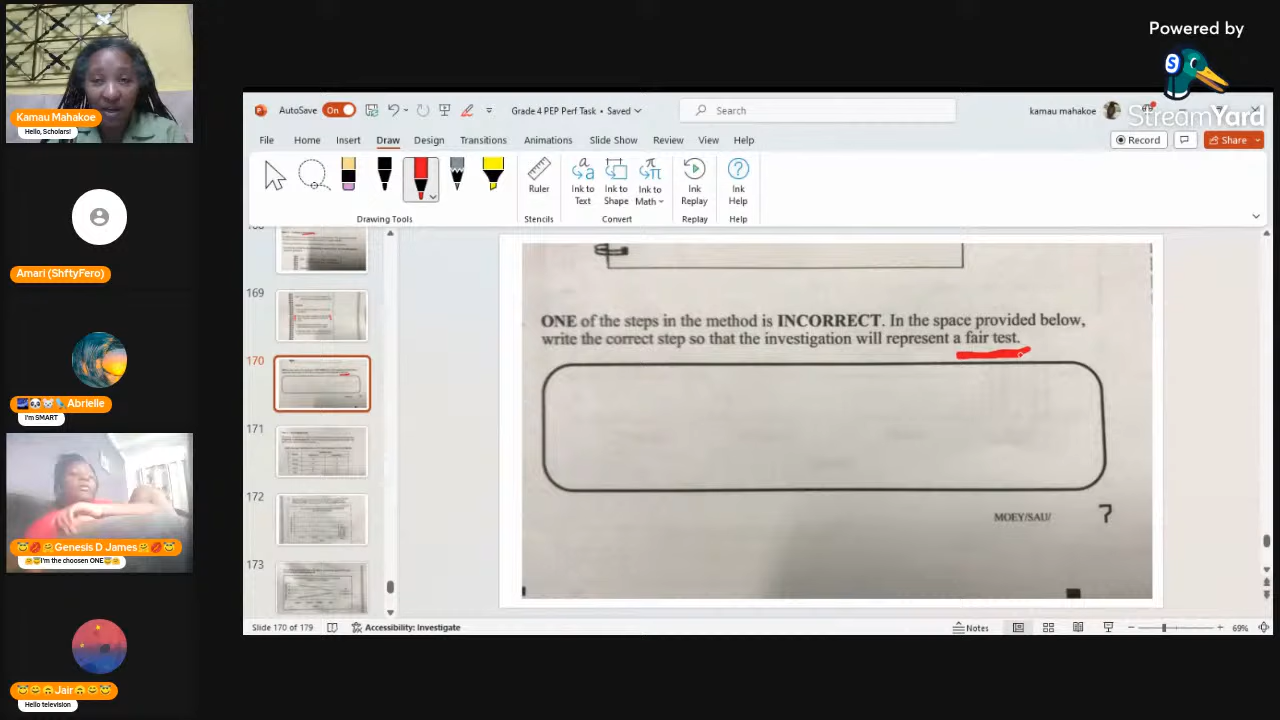 Kamau Mahakoe
Hello, Scholars!
Amari (ShftyFero)
Abrielle
I'm SMART
Genesis D James
I'm the choosen ONE
Jair
Hello television
Powered by
S
StreamYard
AutoSave
On
Grade 4 PEP Perf Task • Saved
Search
kamau mahakoe
File
Home
Insert
Draw
Design
Transitions
Animations
Slide Show
Review
View
Help
Record
Share
Ruler
Ink to
Text
Ink to
Shape
Ink to
Math
Ink
Replay
Ink
Help
Drawing Tools
Stencils
Convert
Replay
Help
169
170
171
172
173
ONE of the steps in the method is INCORRECT. In the space provided below,
write the correct step so that the investigation will represent a fair test.
MOEY/SAU/
7
Slide 170 of 179
Accessibility: Investigate
Notes
69%